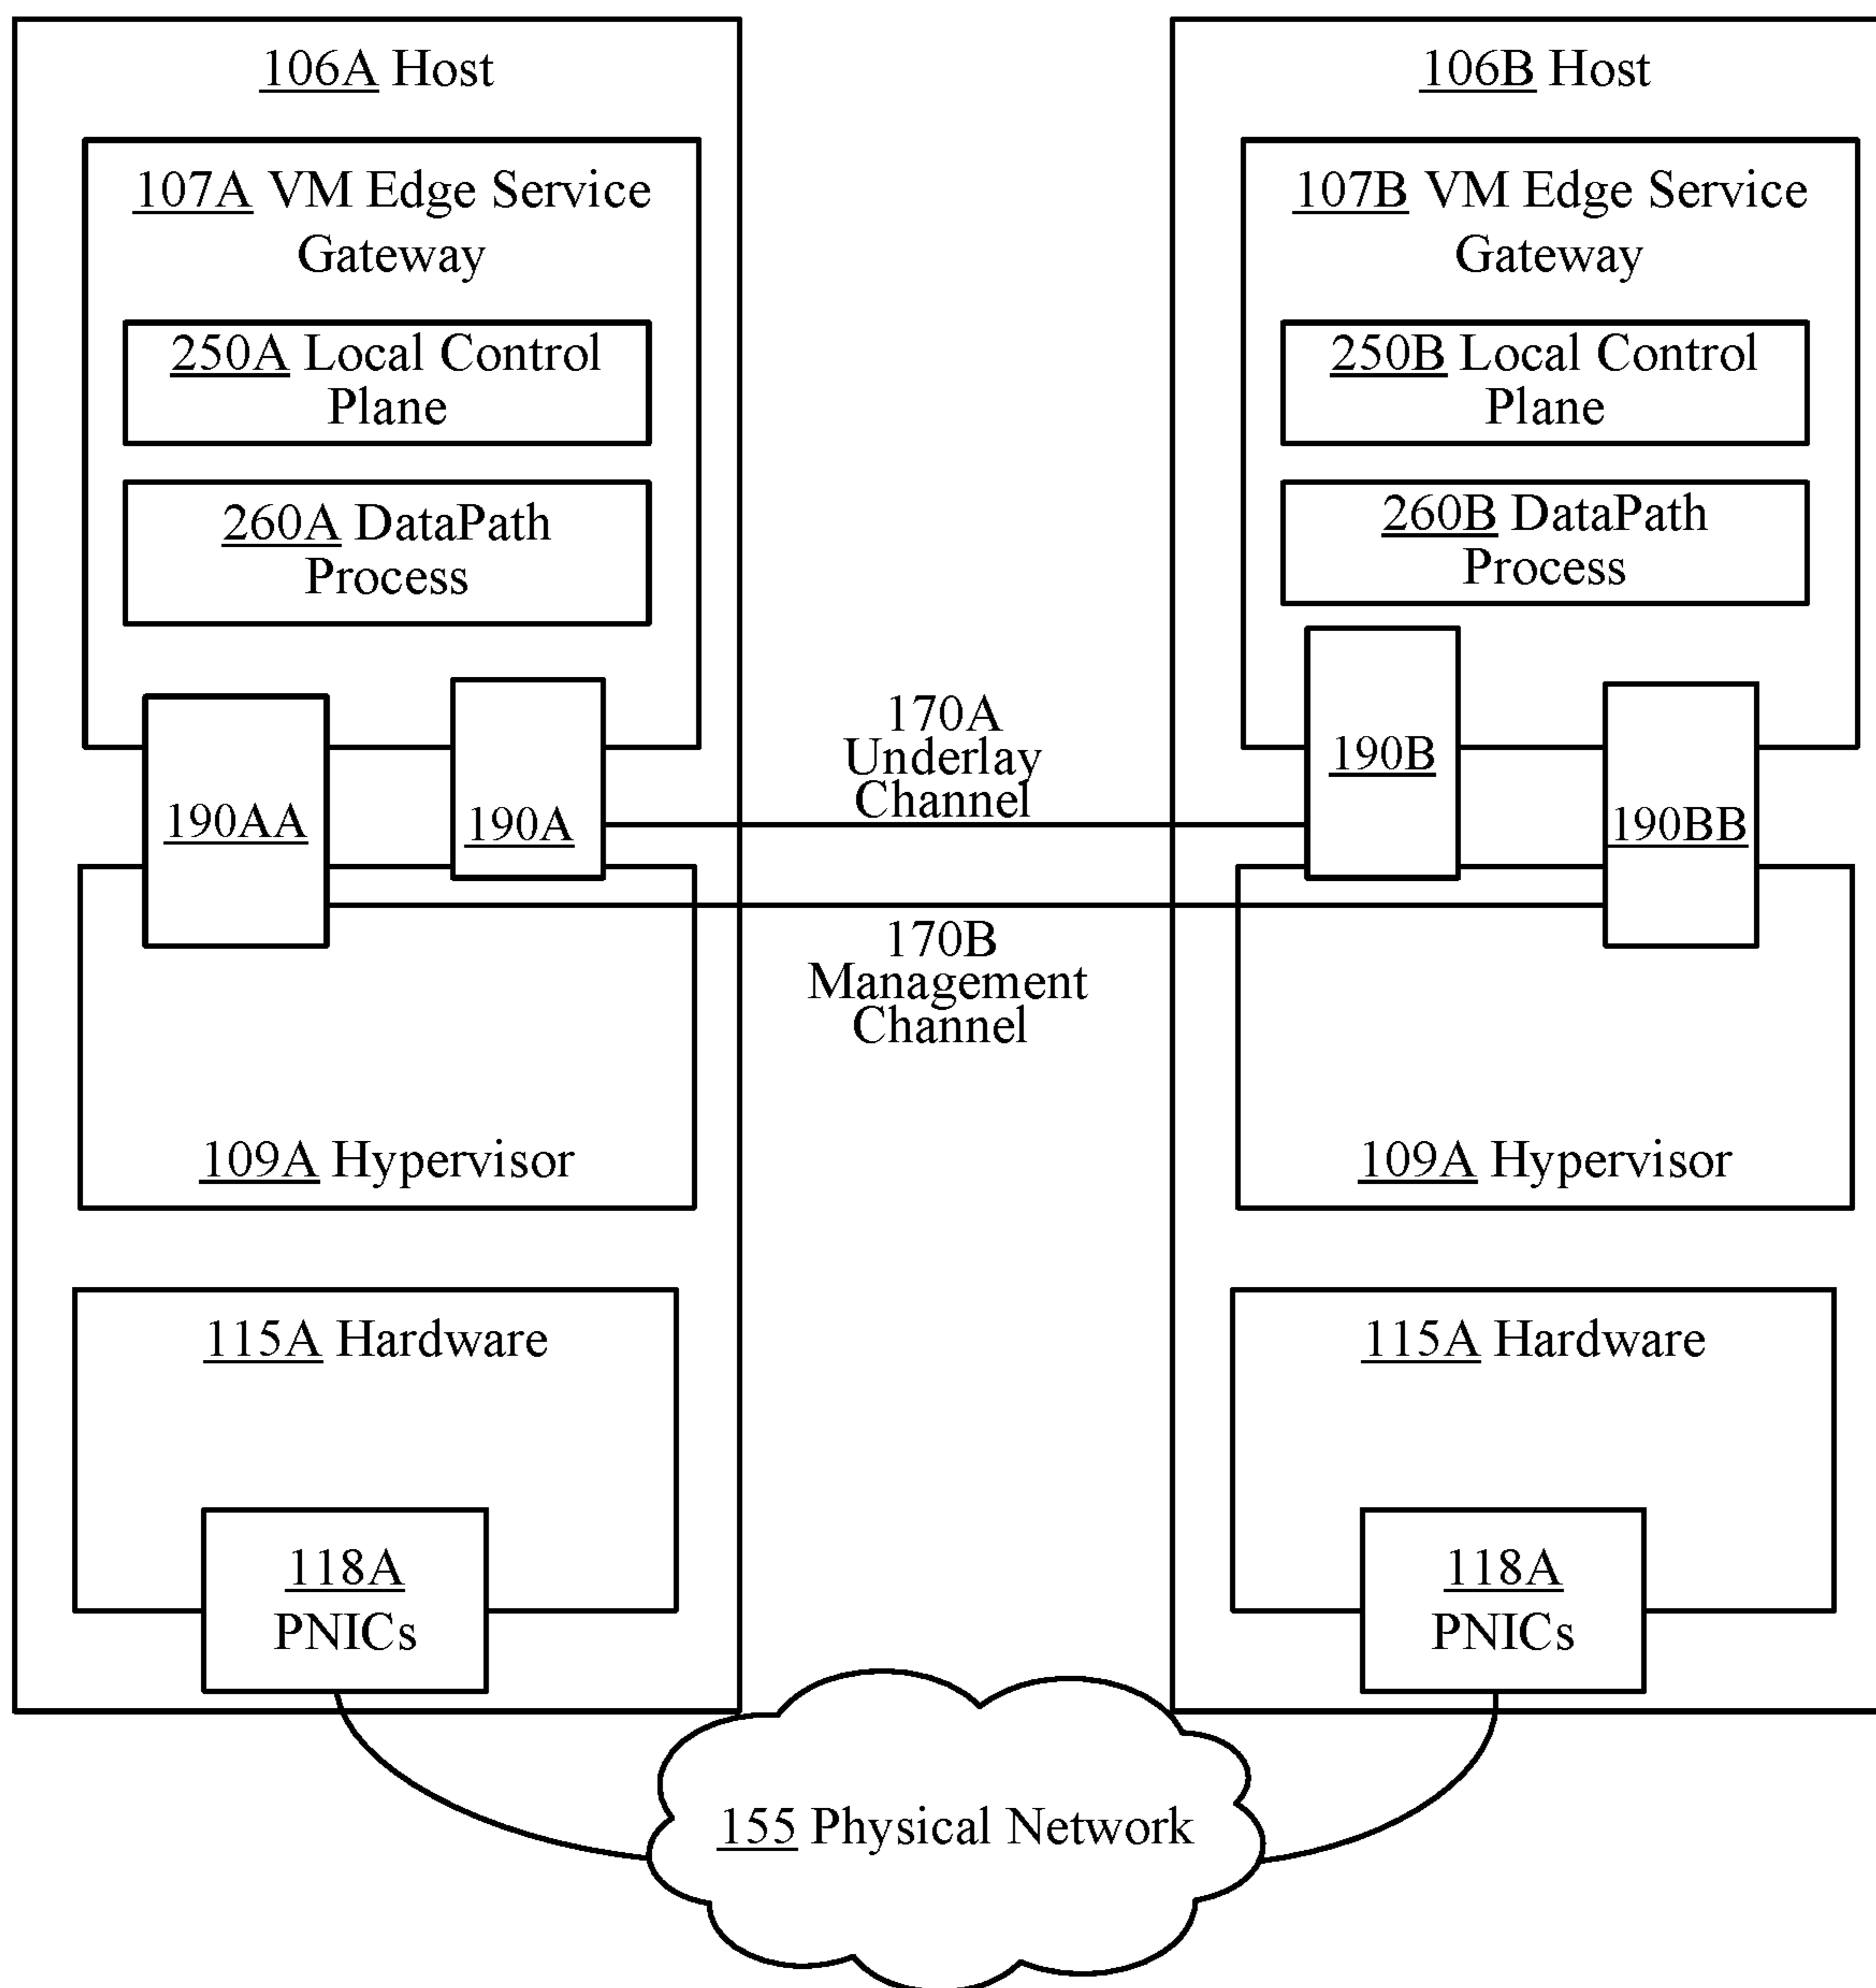 106A Host
107A VM Edge Service
Gateway
250A Local Control
Plane
260A DataPath
Process
190AA
190A
109A Hypervisor
115A Hardware
118A
PNICs
170A
Underlay
Channel
170B
Management
Channel
106B Host
107B VM Edge Service
Gateway
250B Local Control
Plane
260B DataPath
Process
190B
190BB
109A Hypervisor
115A Hardware
118A
PNICs
155 Physical Network